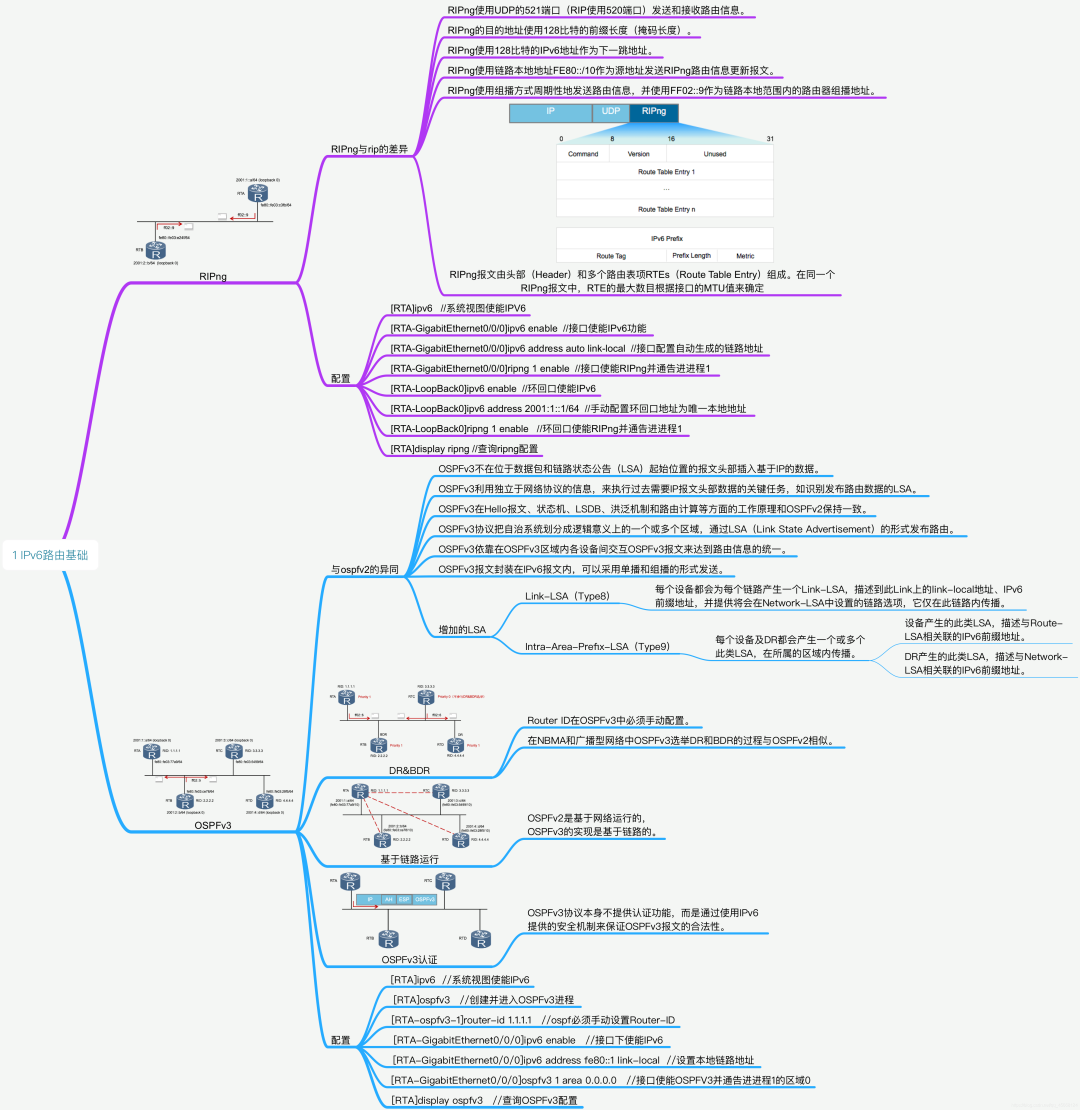 1 IPv6路由基础
RIPng
RIPng与rip的差异
RIPng使用UDP的521端口（RIP使用520端口）发送和接收路由信息。
RIPng的目的地址使用128比特的前缀长度（掩码长度）。
RIPng使用128比特的IPv6地址作为下一跳地址。
RIPng使用链路本地地址FE80::/10作为源地址发送RIPng路由信息更新报文。
RIPng使用组播方式周期性地发送路由信息，并使用FF02::9作为链路本地范围内的路由器组播地址。
IP UDP RIPng
0 8 16 31
Command Version Unused
Route Table Entry 1
...
Route Table Entry n
IPv6 Prefix
Route Tag Prefix Length Metric
RIPng报文由头部（Header）和多个路由表项RTEs（Route Table Entry）组成。在同一个
RIPng报文中，RTE的最大数目根据接口的MTU值来确定
配置
[RTA]ipv6 //系统视图使能IPV6
[RTA-GigabitEthernet0/0/0]ipv6 enable //接口使能IPv6功能
[RTA-GigabitEthernet0/0/0]ipv6 address auto link-local //接口配置自动生成的链路地址
[RTA-GigabitEthernet0/0/0]ripng 1 enable //接口使能RIPng并通告进进程1
[RTA-LoopBack0]ipv6 enable //环回口使能IPv6
[RTA-LoopBack0]ipv6 address 2001:1::1/64 //手动配置环回口地址为唯一本地地址
[RTA-LoopBack0]ripng 1 enable //环回口使能RIPng并通告进进程1
[RTA]display ripng //查询ripng配置
OSPFv3
与ospfv2的异同
OSPFv3不在位于数据包和链路状态公告（LSA）起始位置的报文头部插入基于IP的数据。
OSPFv3利用独立于网络协议的信息，来执行过去需要IP报文头部数据的关键任务，如识别发布路由数据的LSA。
OSPFv3在Hello报文、状态机、LSDB、洪泛机制和路由计算等方面的工作原理和OSPFv2保持一致。
OSPFv3协议把自治系统划分成逻辑意义上的一个或多个区域，通过LSA（Link State Advertisement）的形式发布路由。
OSPFv3依靠在OSPFv3区域内各设备间交互OSPFv3报文来达到路由信息的统一。
OSPFv3报文封装在IPv6报文内，可以采用单播和组播的形式发送。
增加的LSA
Link-LSA（Type8）
每个设备都会为每个链路产生一个Link-LSA，描述到此Link上的link-local地址、IPv6
前缀地址，并提供将会在Network-LSA中设置的链路选项，它仅在此链路内传播。
Intra-Area-Prefix-LSA（Type9）
每个设备及DR都会产生一个或多个
此类LSA，在所属的区域内传播。
设备产生的此类LSA，描述与Route-
LSA相关联的IPv6前缀地址。
DR产生的此类LSA，描述与Network-
LSA相关联的IPv6前缀地址。
DR&BDR
Router ID在OSPFv3中必须手动配置。
在NBMA和广播型网络中OSPFv3选举DR和BDR的过程与OSPFv2相似。
基于链路运行
OSPFv2是基于网络运行的，
OSPFv3的实现是基于链路的。
RTA RTC
IP AH ESP OSPFv3
RTB RTD
OSPFv3认证
OSPFv3协议本身不提供认证功能，而是通过使用IPv6
提供的安全机制来保证OSPFv3报文的合法性。
配置
[RTA]ipv6 //系统视图使能IPv6
[RTA]ospfv3 //创建并进入OSPFv3进程
[RTA-ospfv3-1]router-id 1.1.1.1 //ospf必须手动设置Router-ID
[RTA-GigabitEthernet0/0/0]ipv6 enable //接口下使能IPv6
[RTA-GigabitEthernet0/0/0]ipv6 address fe80::1 link-local //设置本地链路地址
[RTA-GigabitEthernet0/0/0]ospfv3 1 area 0.0.0.0 //接口使能OSPFV3并通告进进程1的区域0
[RTA]display ospfv3 //查询OSPFv3配置